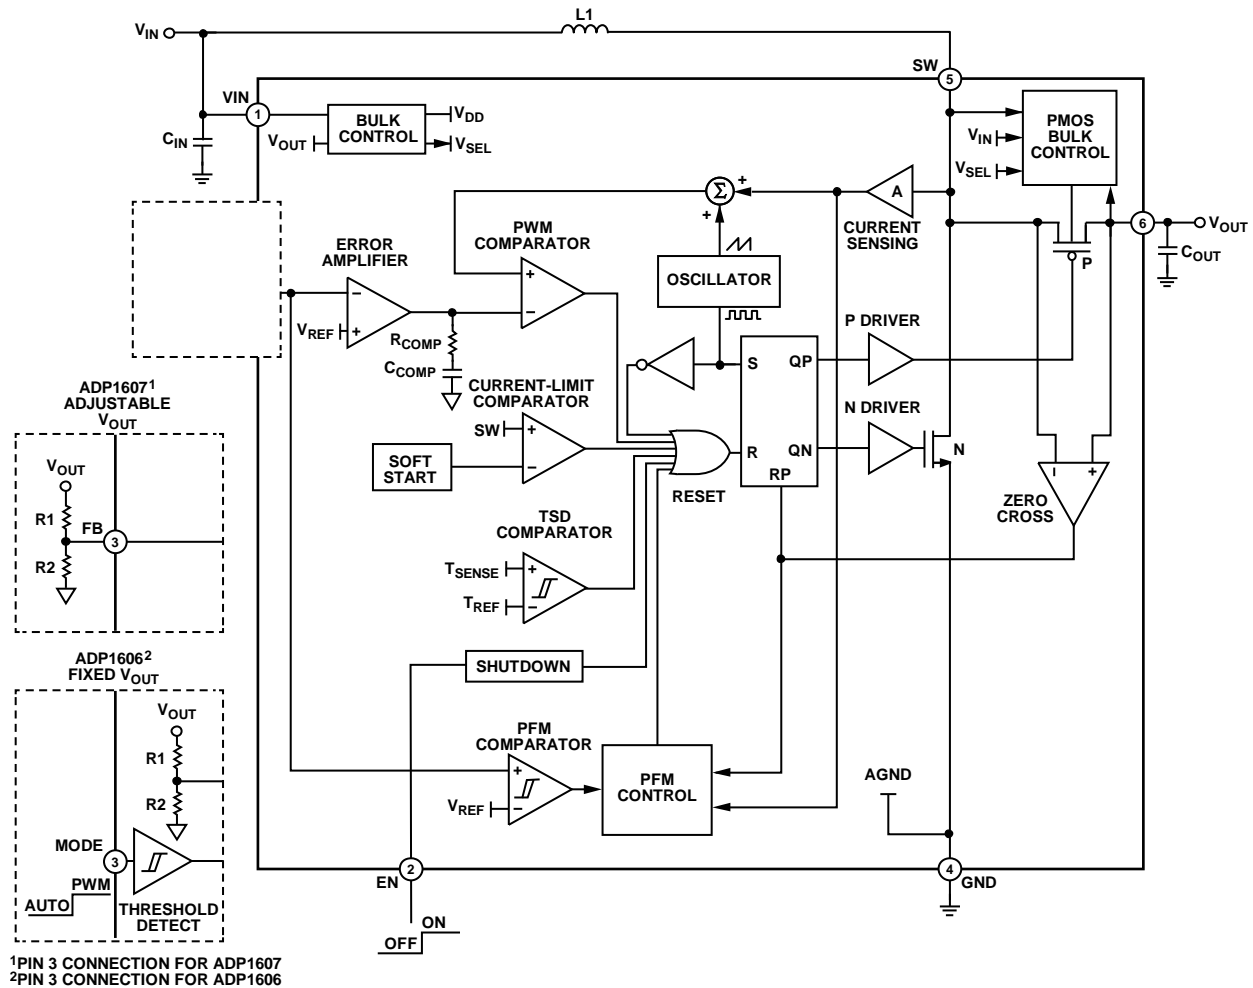 L1
VIN
SW
5
VIN
1
CIN
BULK
CONTROL
VDD
VOUT
VSEL
PMOS
BULK
CONTROL
VIN
VSEL
Σ
+
+
A
CURRENT
SENSING
6
VOUT
COUT
P
PWM
COMPARATOR
+
−
ERROR
AMPLIFIER
−
VREF
+
OSCILLATOR
RCOMP
CCOMP
P DRIVER
S
QP
N DRIVER
QN
R
RP
N
CURRENT-LIMIT
COMPARATOR
SW
+
−
SOFT
START
RESET
−
+
ZERO
CROSS
ADP1607¹
ADJUSTABLE
VOUT
VOUT
R1
FB
3
R2
TSD
COMPARATOR
TSENSE
+
TREF
−
SHUTDOWN
ADP1606²
FIXED VOUT
VOUT
R1
R2
MODE
3
PWM
AUTO
THRESHOLD
DETECT
PFM
COMPARATOR
+
VREF
−
PFM
CONTROL
AGND
2
EN
4
GND
ON
OFF
¹PIN 3 CONNECTION FOR ADP1607
²PIN 3 CONNECTION FOR ADP1606